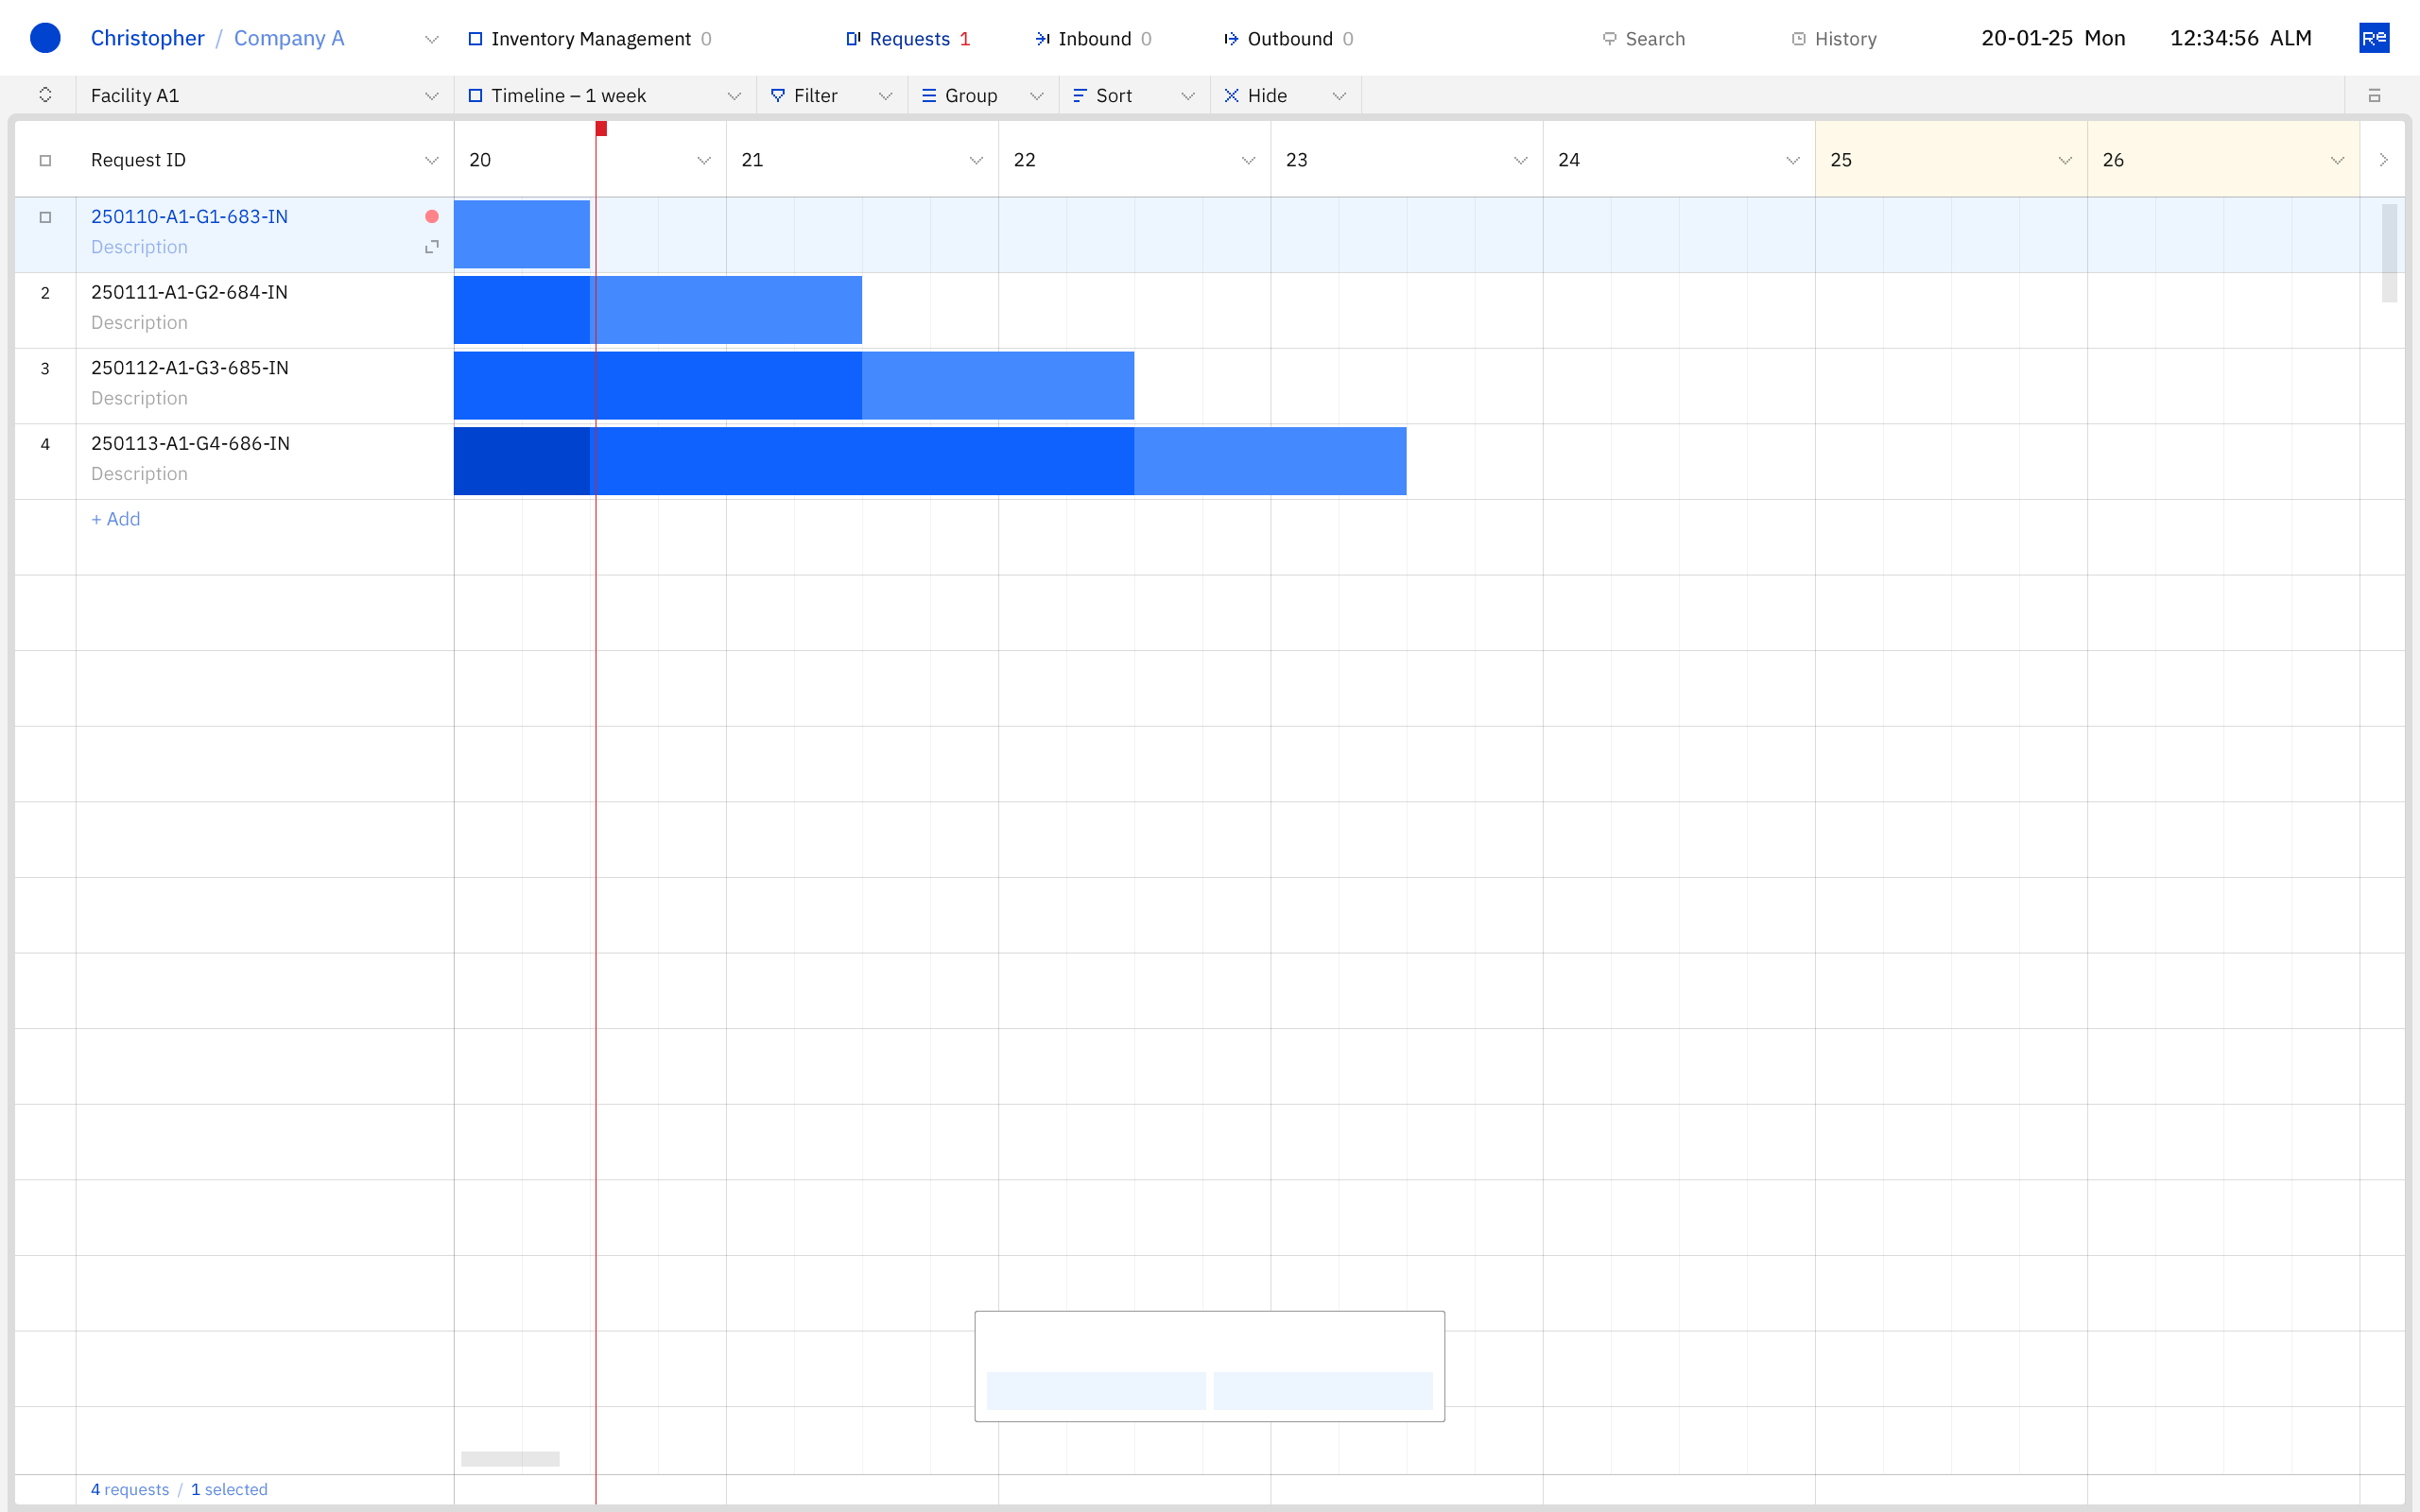 Christopher / Company A
Inventory Management 0
Requests 1
Inbound 0
Outbound 0
Search
History
20-01-25 Mon
12:34:56 ALM
Re
Facility A1
Timeline – 1 week
Filter
Group
Sort
Hide
Request ID
20
21
22
23
24
25
26
250110-A1-G1-683-IN
Description
2
250111-A1-G2-684-IN
Description
3
250112-A1-G3-685-IN
Description
4
250113-A1-G4-686-IN
Description
+ Add
4 requests / 1 selected